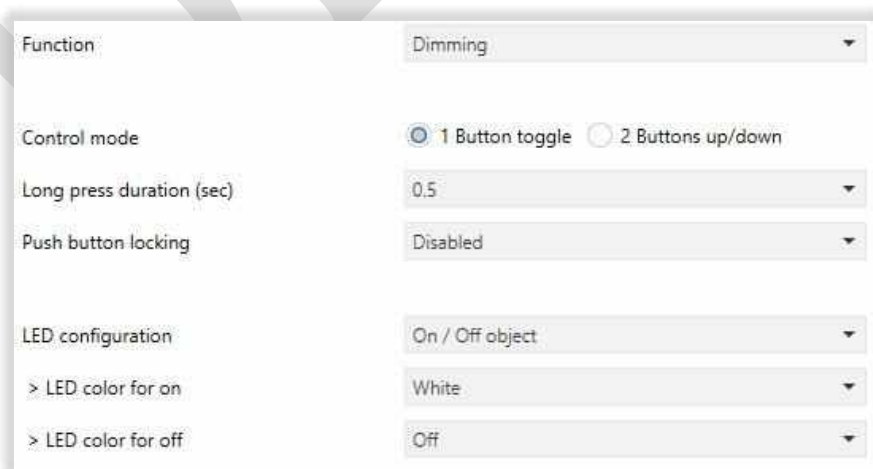 Function Dimming
Control mode 1 Button toggle 2 Buttons up/down
Long press duration (sec) 0.5
Push button locking Disabled
LED configuration On / Off object
> LED color for on White
> LED color for off Off